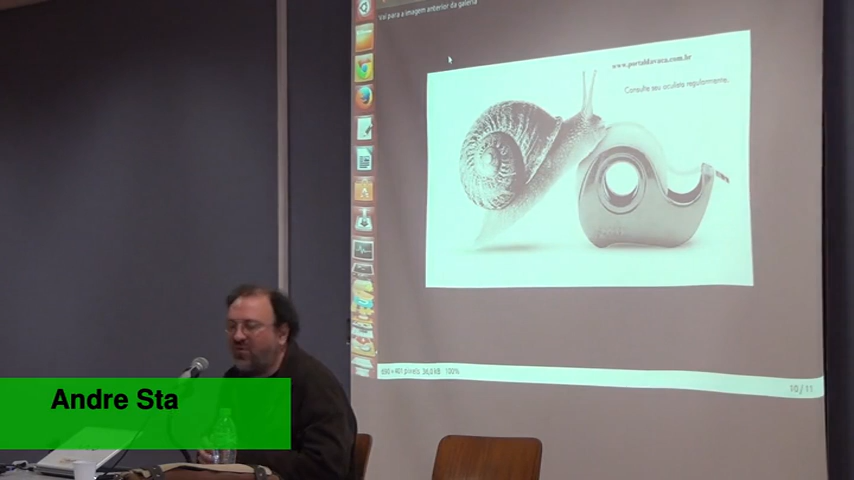 Vai para a imagem anterior da galeria
www.portaldavaca.com.br
Consulte seu oculista regularmente.
690 × 401 pixels 36,0 kB 100%
10 / 11
Andre Sta